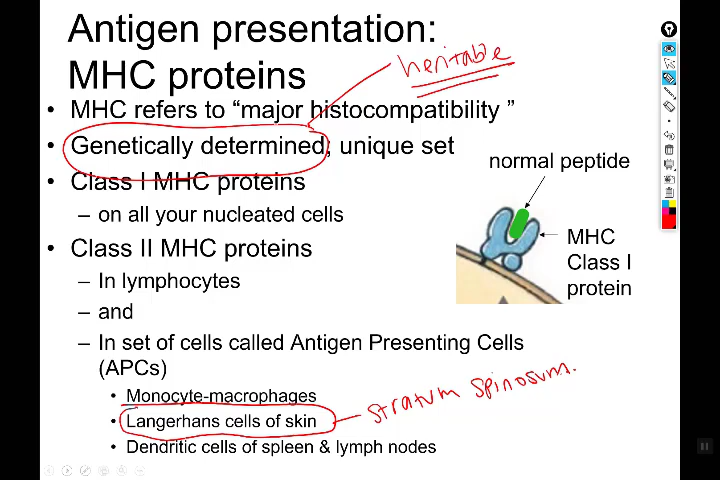 Antigen presentation:
MHC proteins
heritable
• MHC refers to “major histocompatibility ”
• Genetically determined, unique set
• Class I MHC proteins
– on all your nucleated cells
• Class II MHC proteins
– In lymphocytes
– and
– In set of cells called Antigen Presenting Cells
(APCs)
• Monocyte-macrophages
• Langerhans cells of skin
stratum spinosum.
• Dendritic cells of spleen & lymph nodes
normal peptide
MHC
Class I
protein